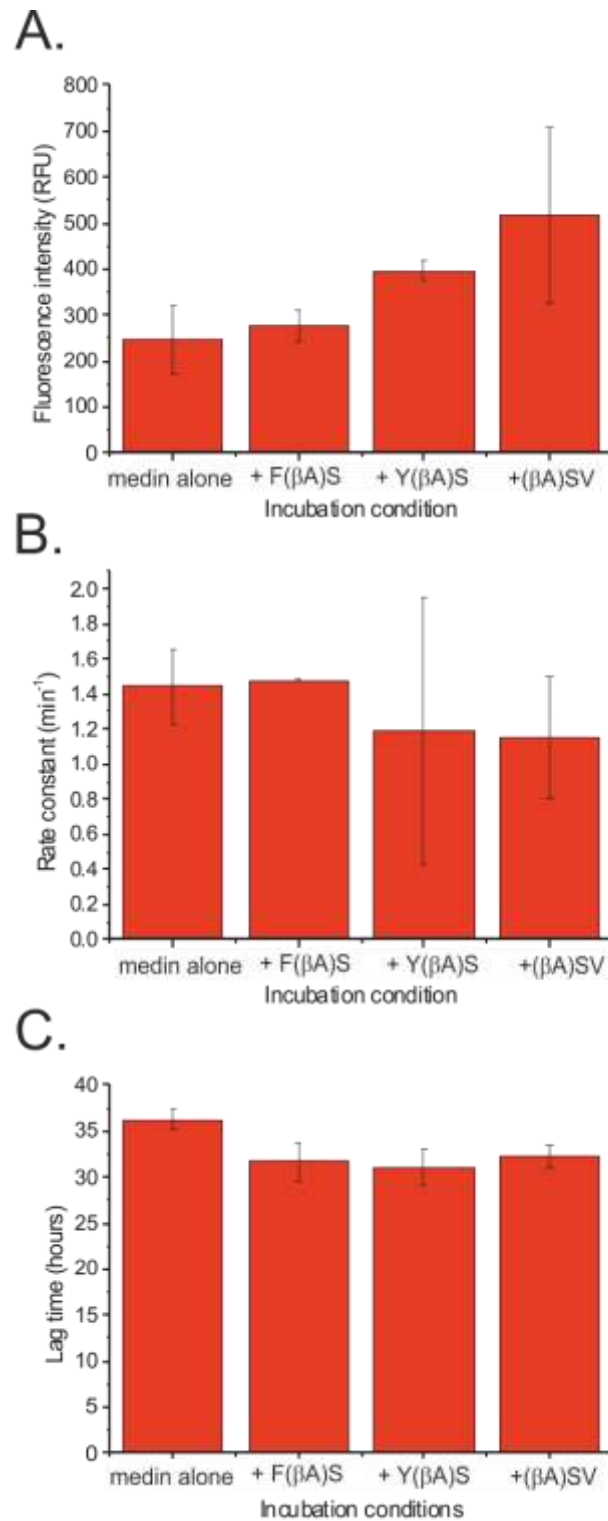 A.
Fluorescence intensity (RFU)
800
700
600
500
400
300
200
100
0
medin alone + F(βA)S + Y(βA)S +(βA)SV
Incubation condition
B.
Rate constant (min⁻¹)
2.0
1.8
1.6
1.4
1.2
1.0
0.8
0.6
0.4
0.2
0.0
medin alone + F(βA)S + Y(βA)S +(βA)SV
Incubation condition
C.
Lag time (hours)
40
35
30
25
20
15
10
5
0
medin alone + F(βA)S + Y(βA)S +(βA)SV
Incubation conditions